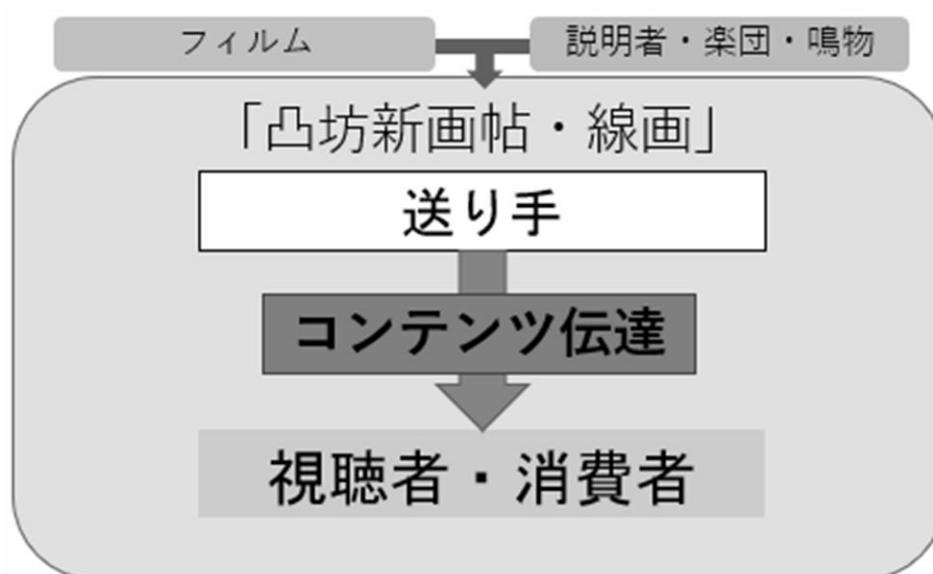 フィルム
説明者・楽団・鳴物
「凸坊新画帖・線画」
送り手
コンテンツ伝達
視聴者・消費者